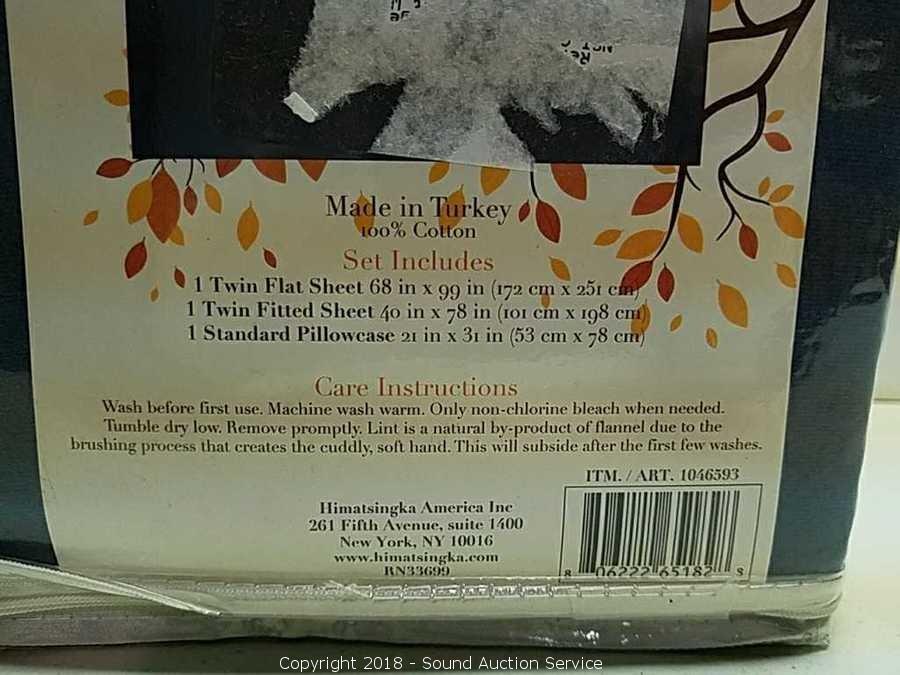 Made in Turkey
100% Cotton
Set Includes
1 Twin Flat Sheet 68 in x 99 in (172 cm x 251 cm)
1 Twin Fitted Sheet 40 in x 78 in (101 cm x 198 cm)
1 Standard Pillowcase 21 in x 31 in (53 cm x 78 cm)
Care Instructions
Wash before first use. Machine wash warm. Only non-chlorine bleach when needed.
Tumble dry low. Remove promptly. Lint is a natural by-product of flannel due to the
brushing process that creates the cuddly, soft hand. This will subside after the first few washes.
ITM. / ART. 1046593
Himatsingka America Inc
261 Fifth Avenue, suite 1400
New York, NY 10016
www.himatsingka.com
RN33699
8 06222 65182
Copyright 2018 - Sound Auction Service